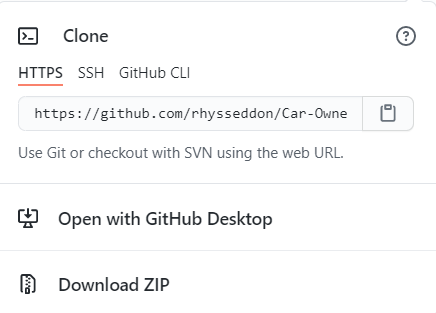 Clone
HTTPS SSH GitHub CLI
https://github.com/rhysseddon/Car-Owne
Use Git or checkout with SVN using the web URL.
Open with GitHub Desktop
Download ZIP